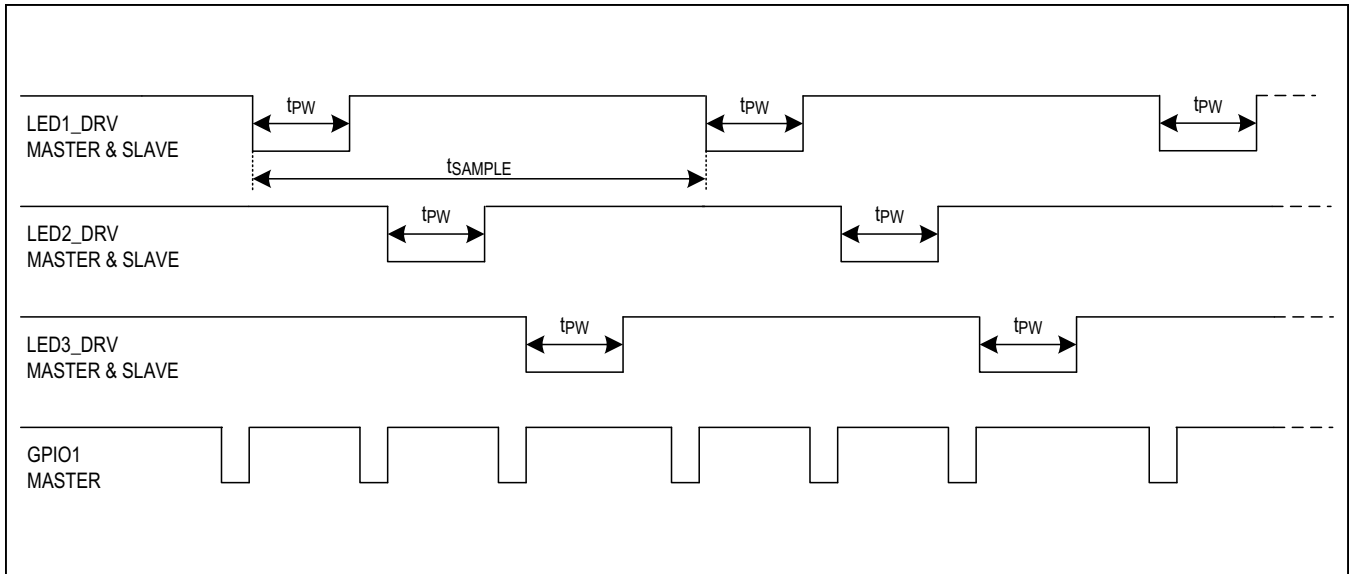 tPW
tPW
tPW
LED1_DRV
MASTER & SLAVE
tSAMPLE
tPW
tPW
LED2_DRV
MASTER & SLAVE
tPW
tPW
LED3_DRV
MASTER & SLAVE
GPIO1
MASTER